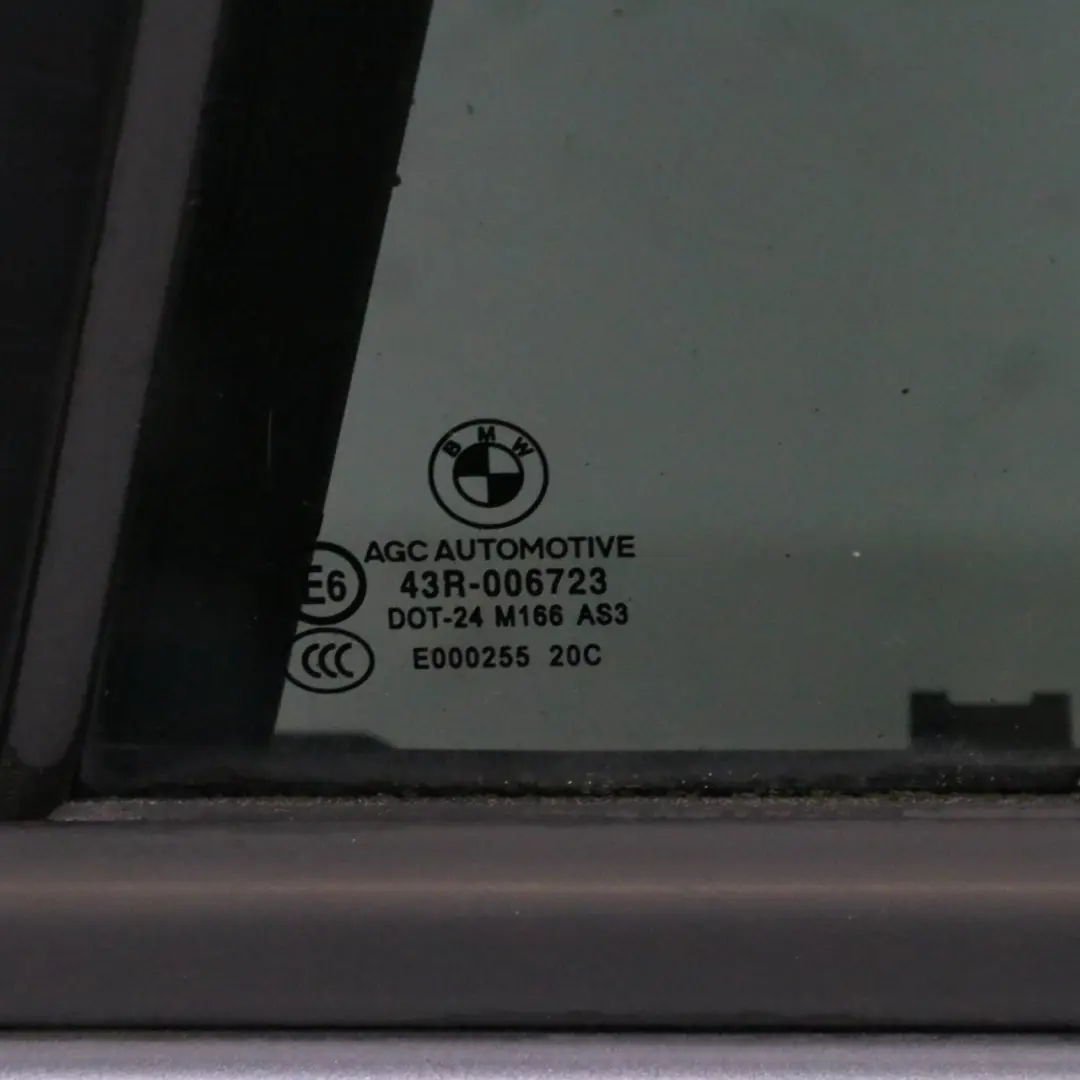 BMW
AGC AUTOMOTIVE
E6 43R-006723
DOT-24 M166 AS3
CCC E000255 20C